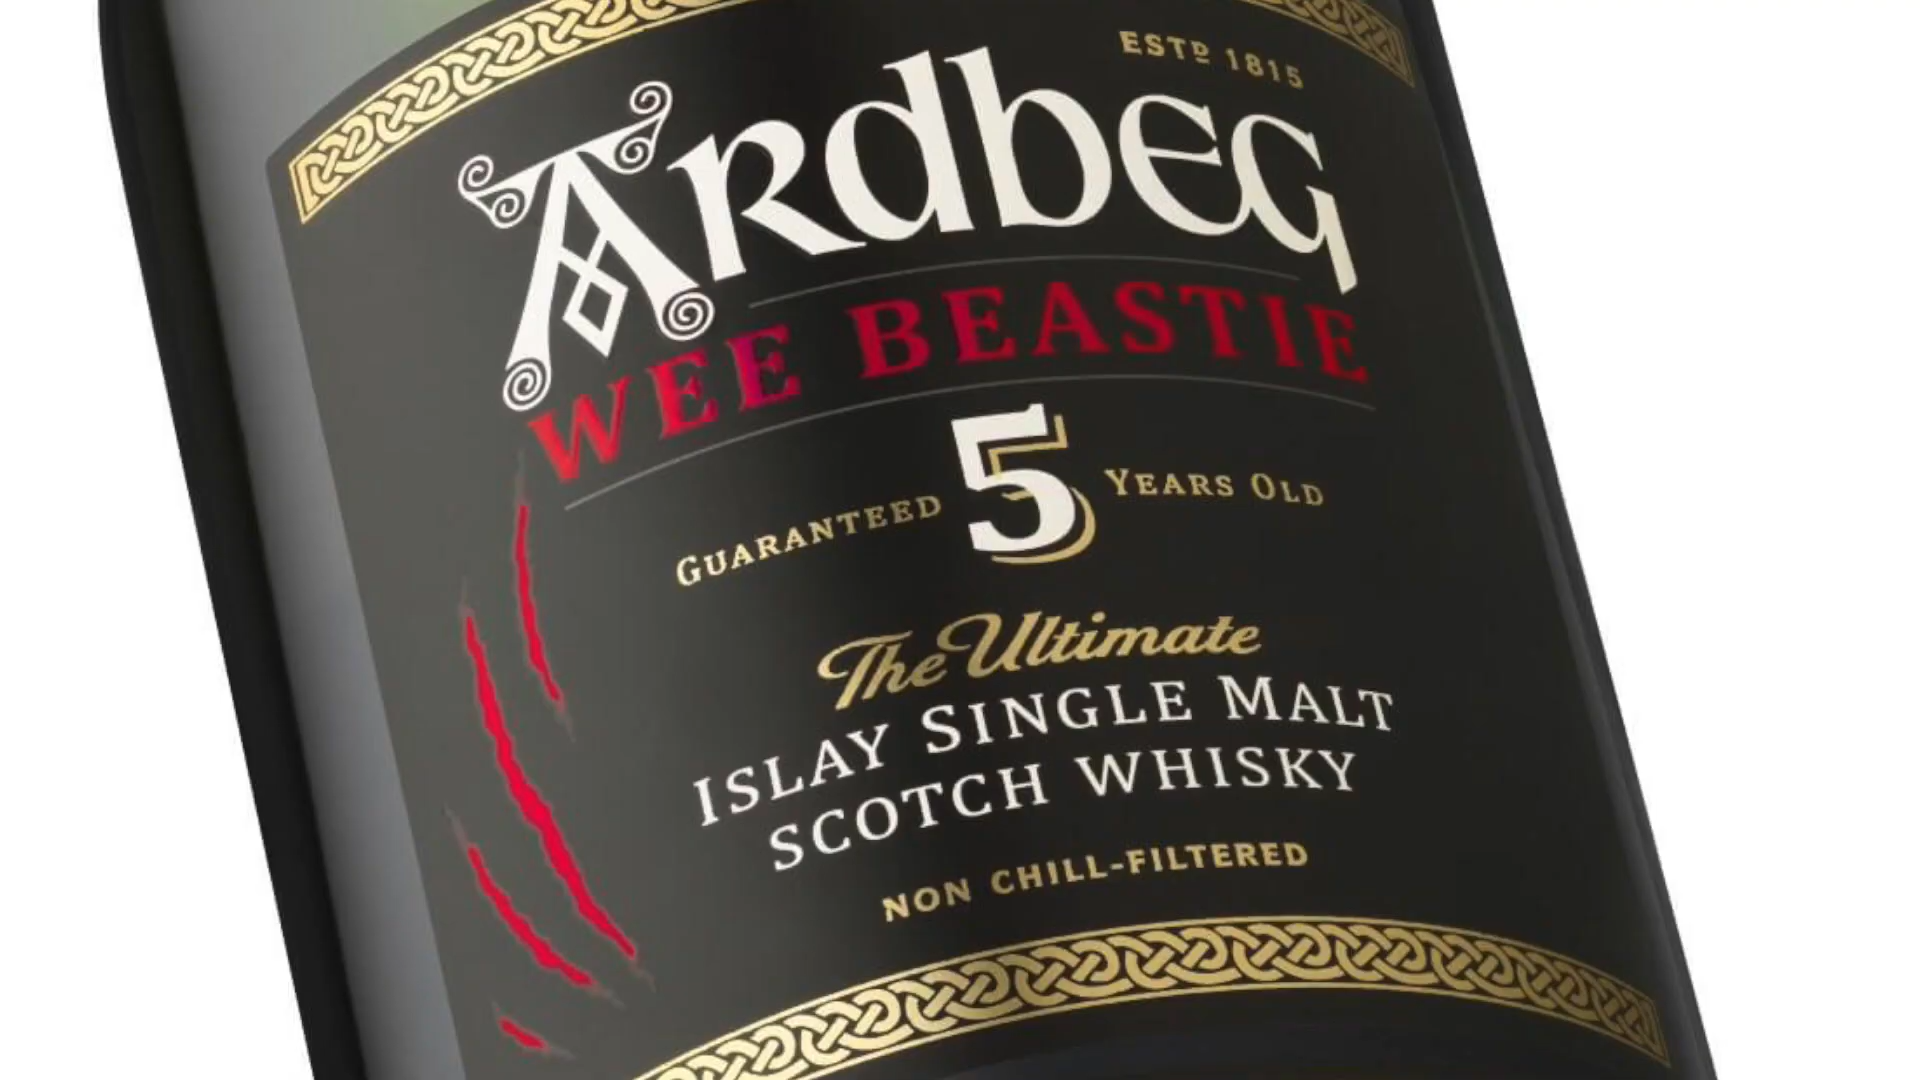 ESTD 1815
ARdbEG
WEE BEASTIE
GUARANTEED 5 YEARS OLD
The Ultimate
ISLAY SINGLE MALT
SCOTCH WHISKY
NON CHILL-FILTERED